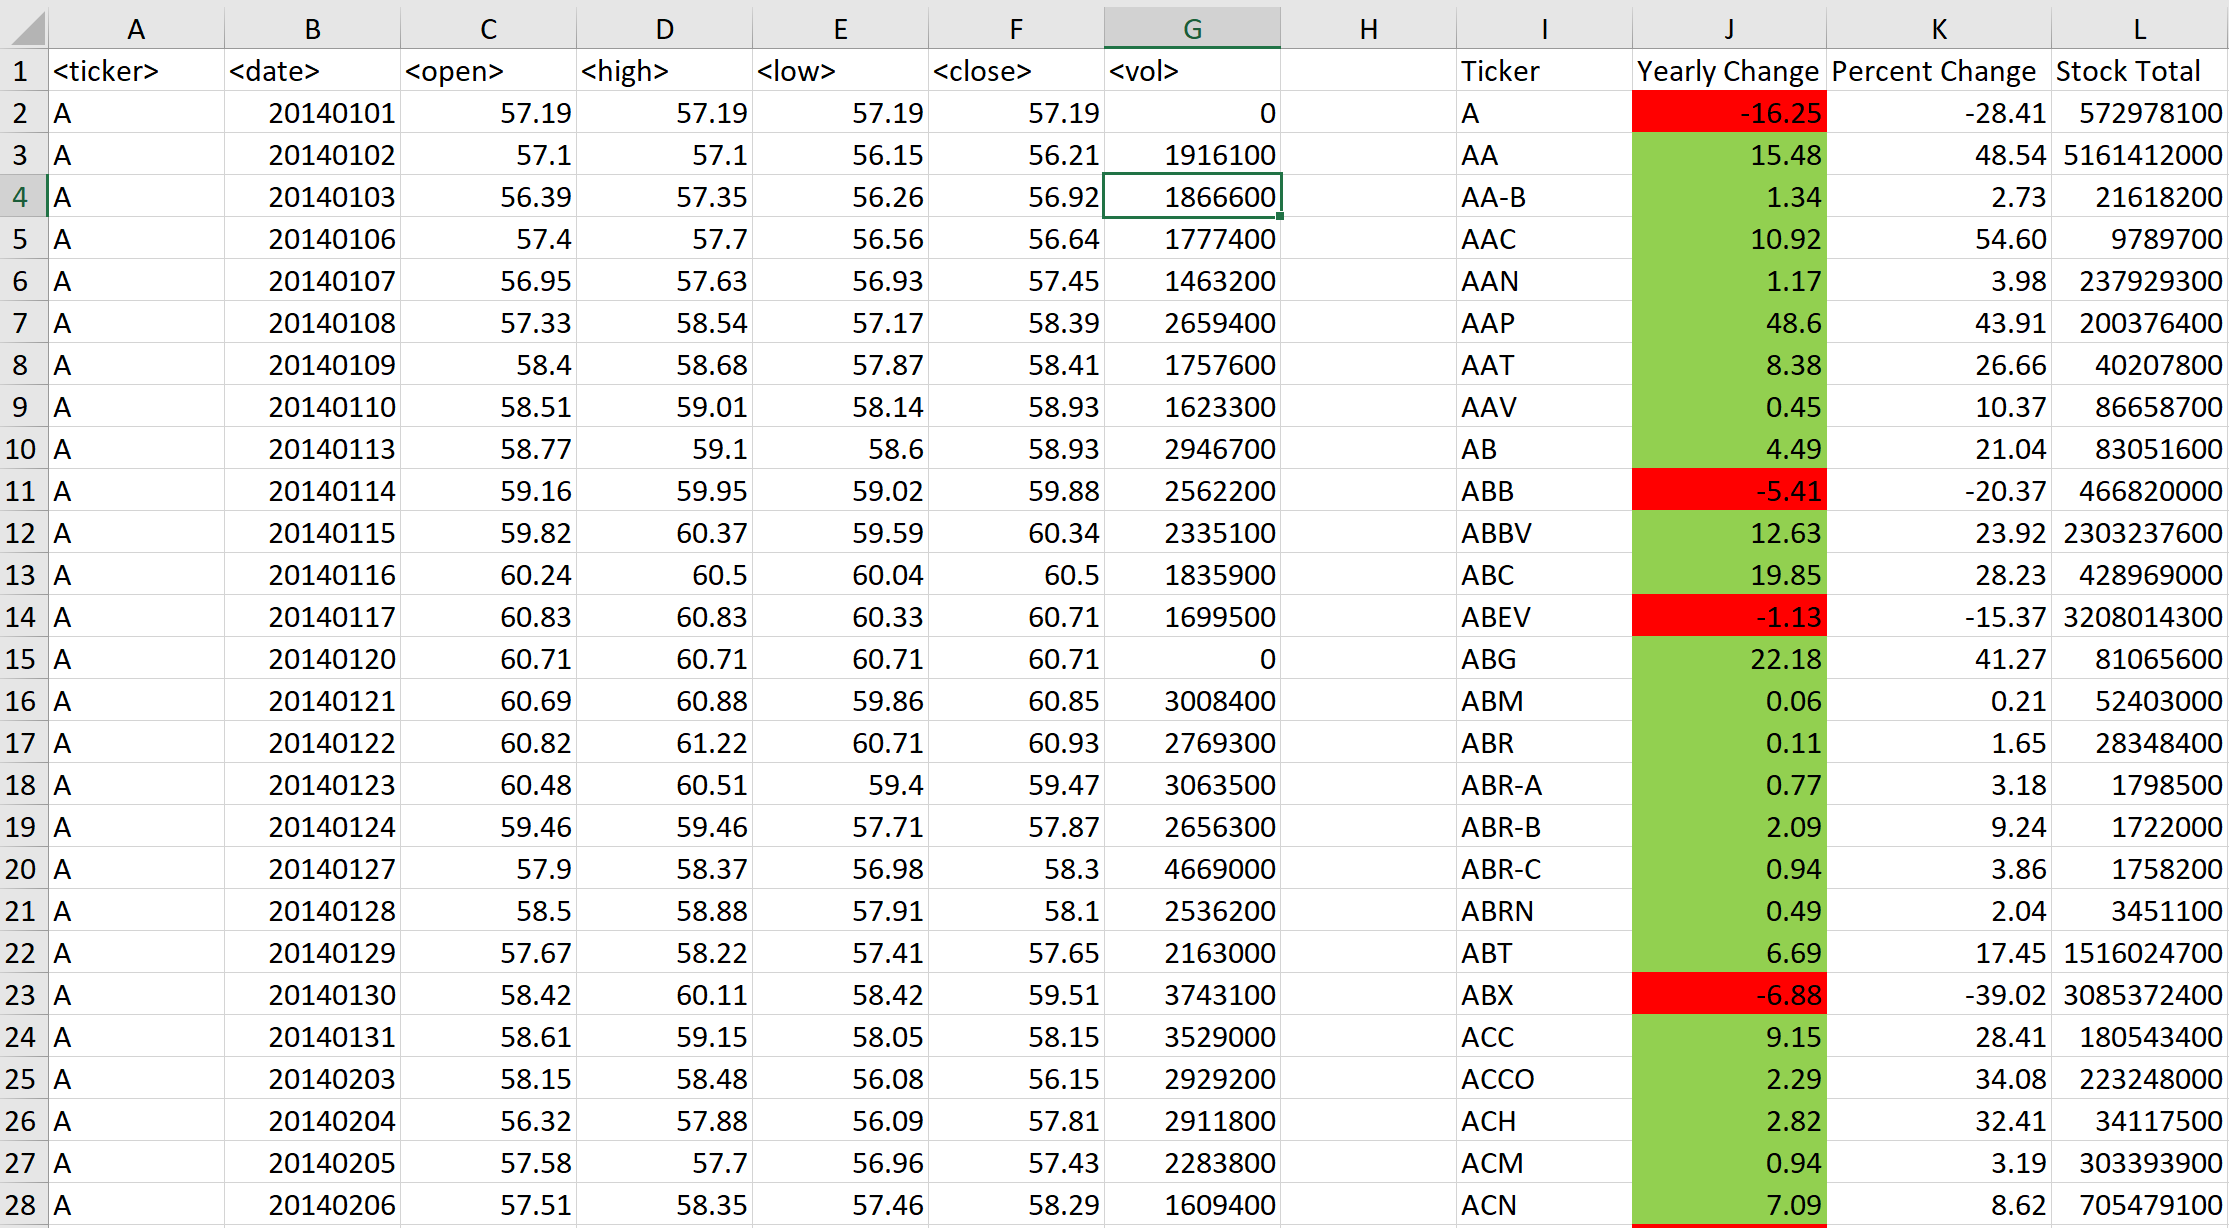 A B C D E F G H I J K L
1 <ticker> <date> <open> <high> <low> <close> <vol> Ticker Yearly Change Percent Change Stock Total
2 A 20140101 57.19 57.19 57.19 57.19 0 A -16.25 -28.41 572978100
3 A 20140102 57.1 57.1 56.15 56.21 1916100 AA 15.48 48.54 5161412000
4 A 20140103 56.39 57.35 56.26 56.92 1866600 AA-B 1.34 2.73 21618200
5 A 20140106 57.4 57.7 56.56 56.64 1777400 AAC 10.92 54.60 9789700
6 A 20140107 56.95 57.63 56.93 57.45 1463200 AAN 1.17 3.98 237929300
7 A 20140108 57.33 58.54 57.17 58.39 2659400 AAP 48.6 43.91 200376400
8 A 20140109 58.4 58.68 57.87 58.41 1757600 AAT 8.38 26.66 40207800
9 A 20140110 58.51 59.01 58.14 58.93 1623300 AAV 0.45 10.37 86658700
10 A 20140113 58.77 59.1 58.6 58.93 2946700 AB 4.49 21.04 83051600
11 A 20140114 59.16 59.95 59.02 59.88 2562200 ABB -5.41 -20.37 466820000
12 A 20140115 59.82 60.37 59.59 60.34 2335100 ABBV 12.63 23.92 2303237600
13 A 20140116 60.24 60.5 60.04 60.5 1835900 ABC 19.85 28.23 428969000
14 A 20140117 60.83 60.83 60.33 60.71 1699500 ABEV -1.13 -15.37 3208014300
15 A 20140120 60.71 60.71 60.71 60.71 0 ABG 22.18 41.27 81065600
16 A 20140121 60.69 60.88 59.86 60.85 3008400 ABM 0.06 0.21 52403000
17 A 20140122 60.82 61.22 60.71 60.93 2769300 ABR 0.11 1.65 28348400
18 A 20140123 60.48 60.51 59.4 59.47 3063500 ABR-A 0.77 3.18 1798500
19 A 20140124 59.46 59.46 57.71 57.87 2656300 ABR-B 2.09 9.24 1722000
20 A 20140127 57.9 58.37 56.98 58.3 4669000 ABR-C 0.94 3.86 1758200
21 A 20140128 58.5 58.88 57.91 58.1 2536200 ABRN 0.49 2.04 3451100
22 A 20140129 57.67 58.22 57.41 57.65 2163000 ABT 6.69 17.45 1516024700
23 A 20140130 58.42 60.11 58.42 59.51 3743100 ABX -6.88 -39.02 3085372400
24 A 20140131 58.61 59.15 58.05 58.15 3529000 ACC 9.15 28.41 180543400
25 A 20140203 58.15 58.48 56.08 56.15 2929200 ACCO 2.29 34.08 223248000
26 A 20140204 56.32 57.88 56.09 57.81 2911800 ACH 2.82 32.41 34117500
27 A 20140205 57.58 57.7 56.96 57.43 2283800 ACM 0.94 3.19 303393900
28 A 20140206 57.51 58.35 57.46 58.29 1609400 ACN 7.09 8.62 705479100